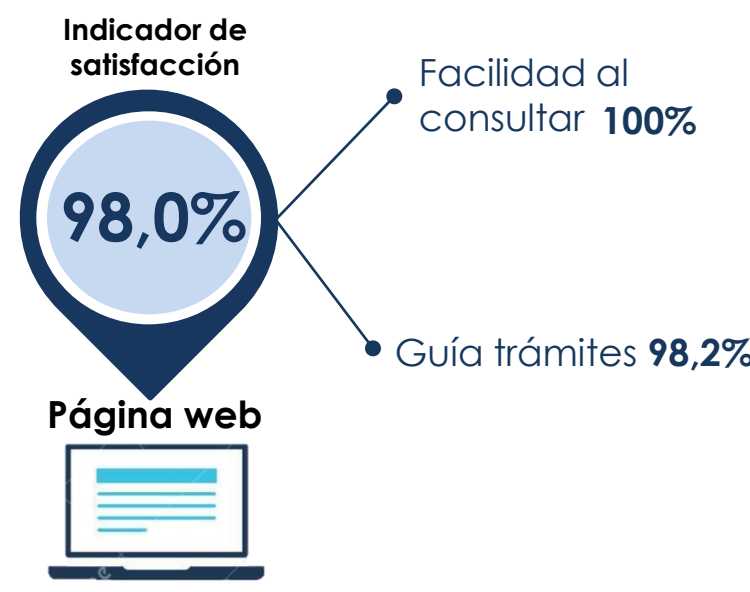 Indicador de
satisfacción
98,0%
Facilidad al
consultar 100%
Guía trámites 98,2%
Página web